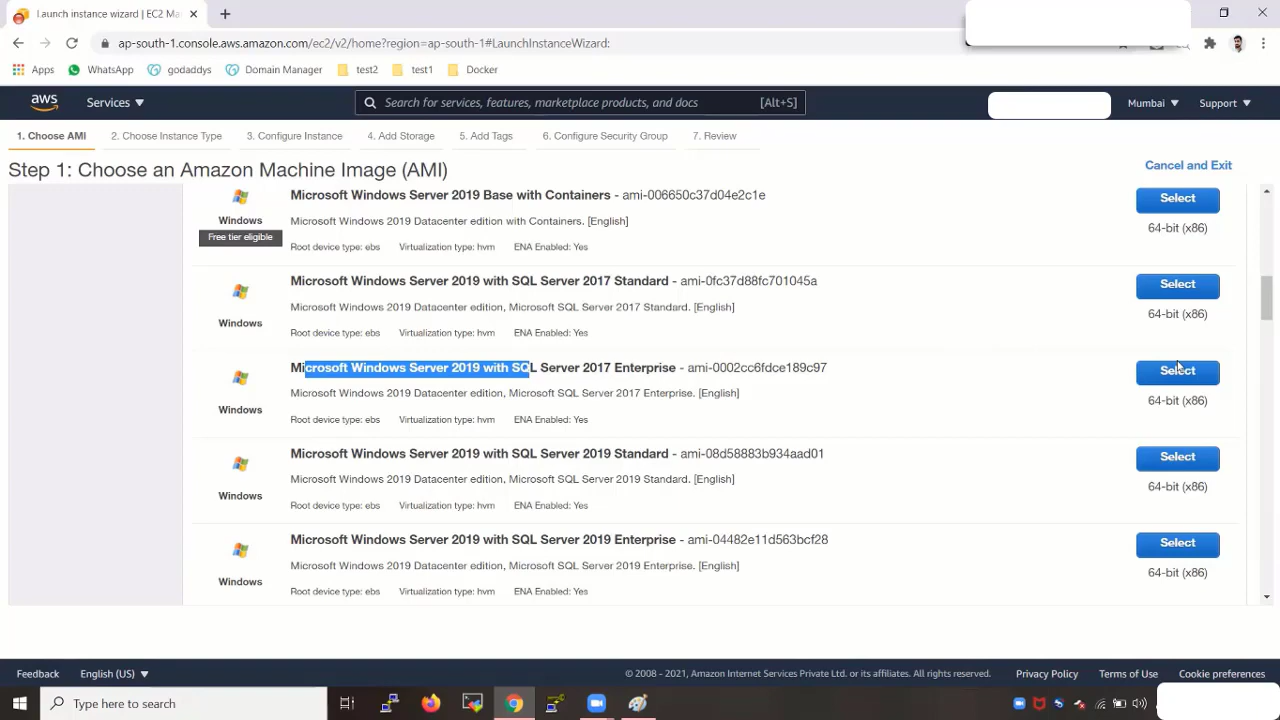 Launch instance wizard | EC2 Ma
ap-south-1.console.aws.amazon.com/ec2/v2/home?region=ap-south-1#LaunchInstanceWizard:
Apps WhatsApp godaddys Domain Manager test2 test1 Docker
aws Services Search for services, features, marketplace products, and docs [Alt+S] Mumbai Support
1. Choose AMI 2. Choose Instance Type 3. Configure Instance 4. Add Storage 5. Add Tags 6. Configure Security Group 7. Review
Step 1: Choose an Amazon Machine Image (AMI) Cancel and Exit
Microsoft Windows Server 2019 Base with Containers - ami-006650c37d04e2c1e Select
Windows Microsoft Windows 2019 Datacenter edition with Containers. [English] 64-bit (x86)
Free tier eligible Root device type: ebs Virtualization type: hvm ENA Enabled: Yes
Microsoft Windows Server 2019 with SQL Server 2017 Standard - ami-0fc37d88fc701045a Select
Microsoft Windows 2019 Datacenter edition, Microsoft SQL Server 2017 Standard. [English] 64-bit (x86)
Windows Root device type: ebs Virtualization type: hvm ENA Enabled: Yes
Microsoft Windows Server 2019 with SQL Server 2017 Enterprise - ami-0002cc6fdce189c97 Select
Microsoft Windows 2019 Datacenter edition, Microsoft SQL Server 2017 Enterprise. [English] 64-bit (x86)
Windows Root device type: ebs Virtualization type: hvm ENA Enabled: Yes
Microsoft Windows Server 2019 with SQL Server 2019 Standard - ami-08d58883b934aad01 Select
Microsoft Windows 2019 Datacenter edition, Microsoft SQL Server 2019 Standard. [English] 64-bit (x86)
Windows Root device type: ebs Virtualization type: hvm ENA Enabled: Yes
Microsoft Windows Server 2019 with SQL Server 2019 Enterprise - ami-04482e11d563bcf28 Select
Microsoft Windows 2019 Datacenter edition, Microsoft SQL Server 2019 Enterprise. [English] 64-bit (x86)
Windows Root device type: ebs Virtualization type: hvm ENA Enabled: Yes
Feedback English (US) © 2008 - 2021, Amazon Internet Services Private Ltd. or its affiliates. All rights reserved. Privacy Policy Terms of Use Cookie preferences
Type here to search